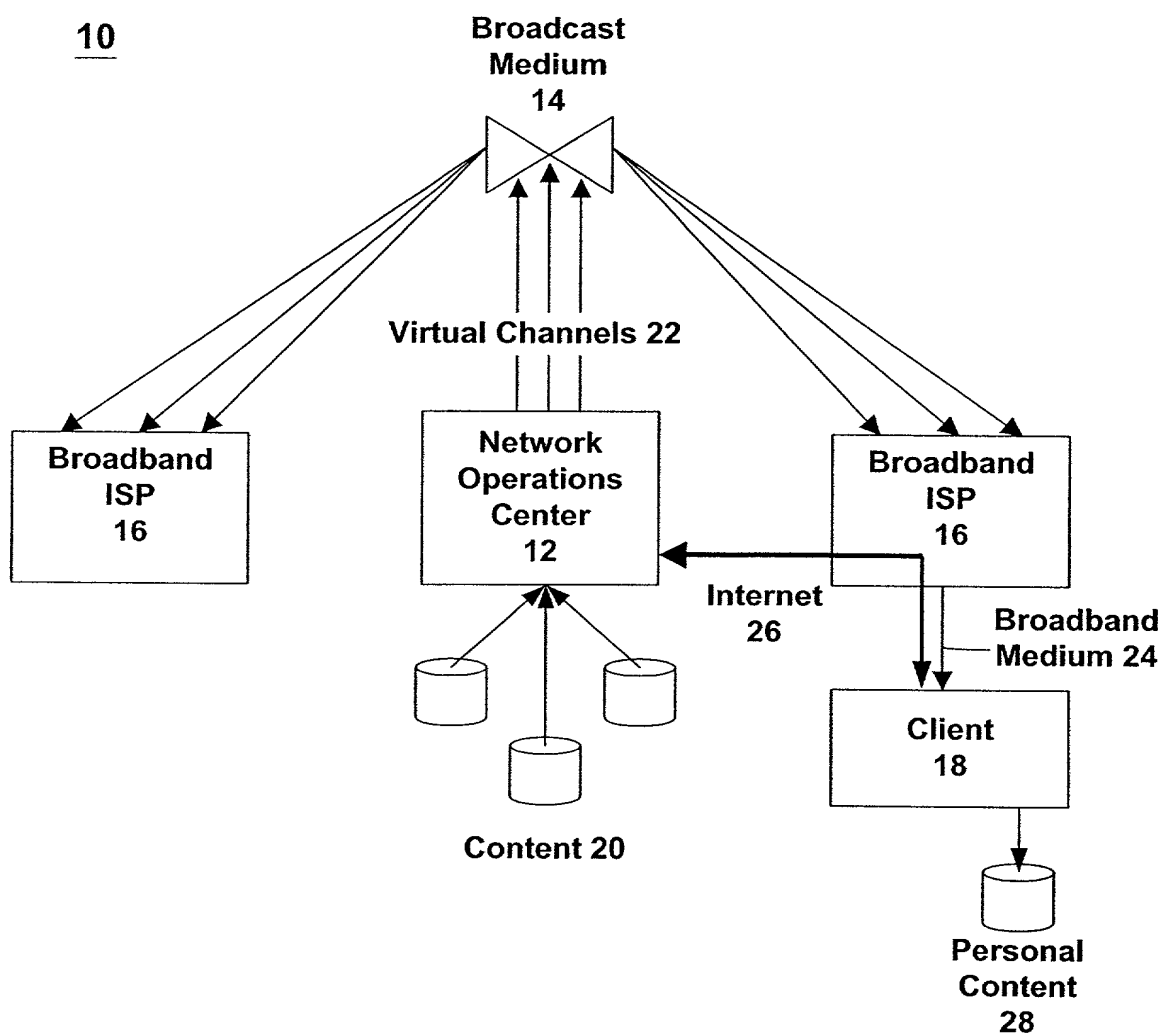 10
Broadcast
Medium
14
Virtual Channels 22
Broadband
ISP
16
Network
Operations
Center
12
Broadband
ISP
16
Internet
26
Broadband
Medium 24
Client
18
Content 20
Personal
Content
28